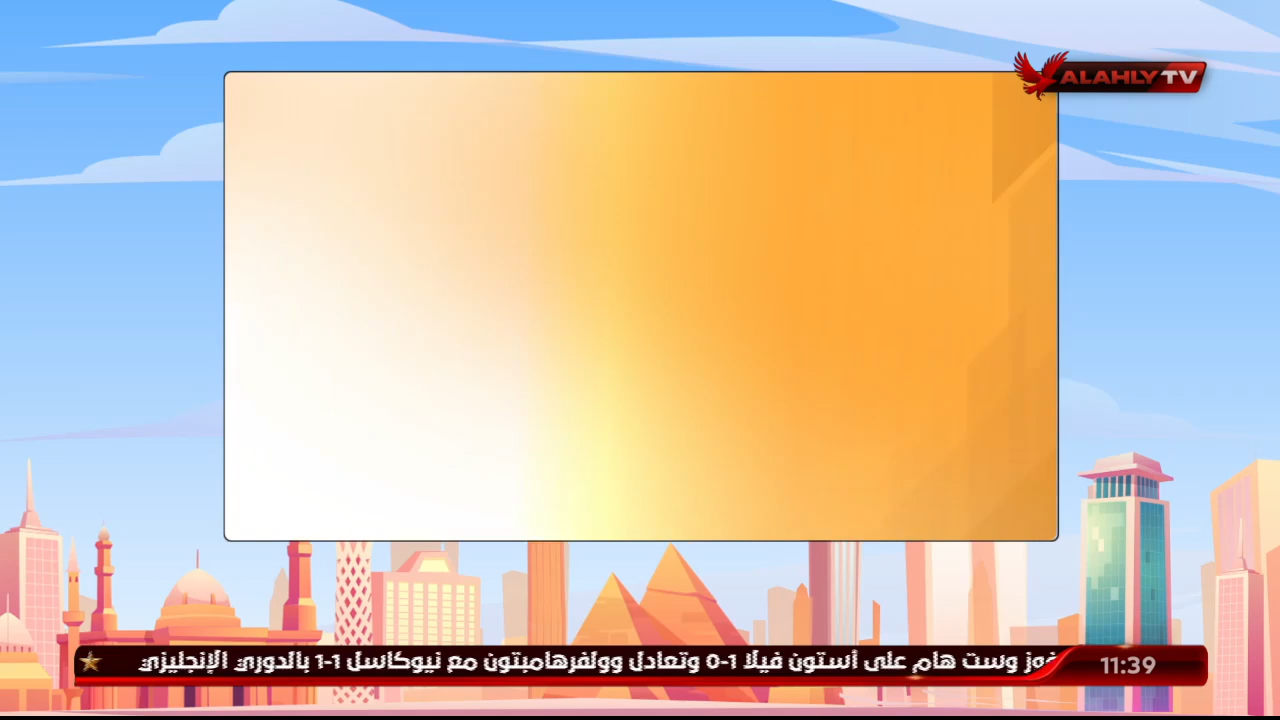 ALAHLY TV
فوز وست هام على أستون فيلا 1-0 وتعادل وولفرهامبتون مع نيوكاسل 1-1 بالدوري الإنجليزي
11:39